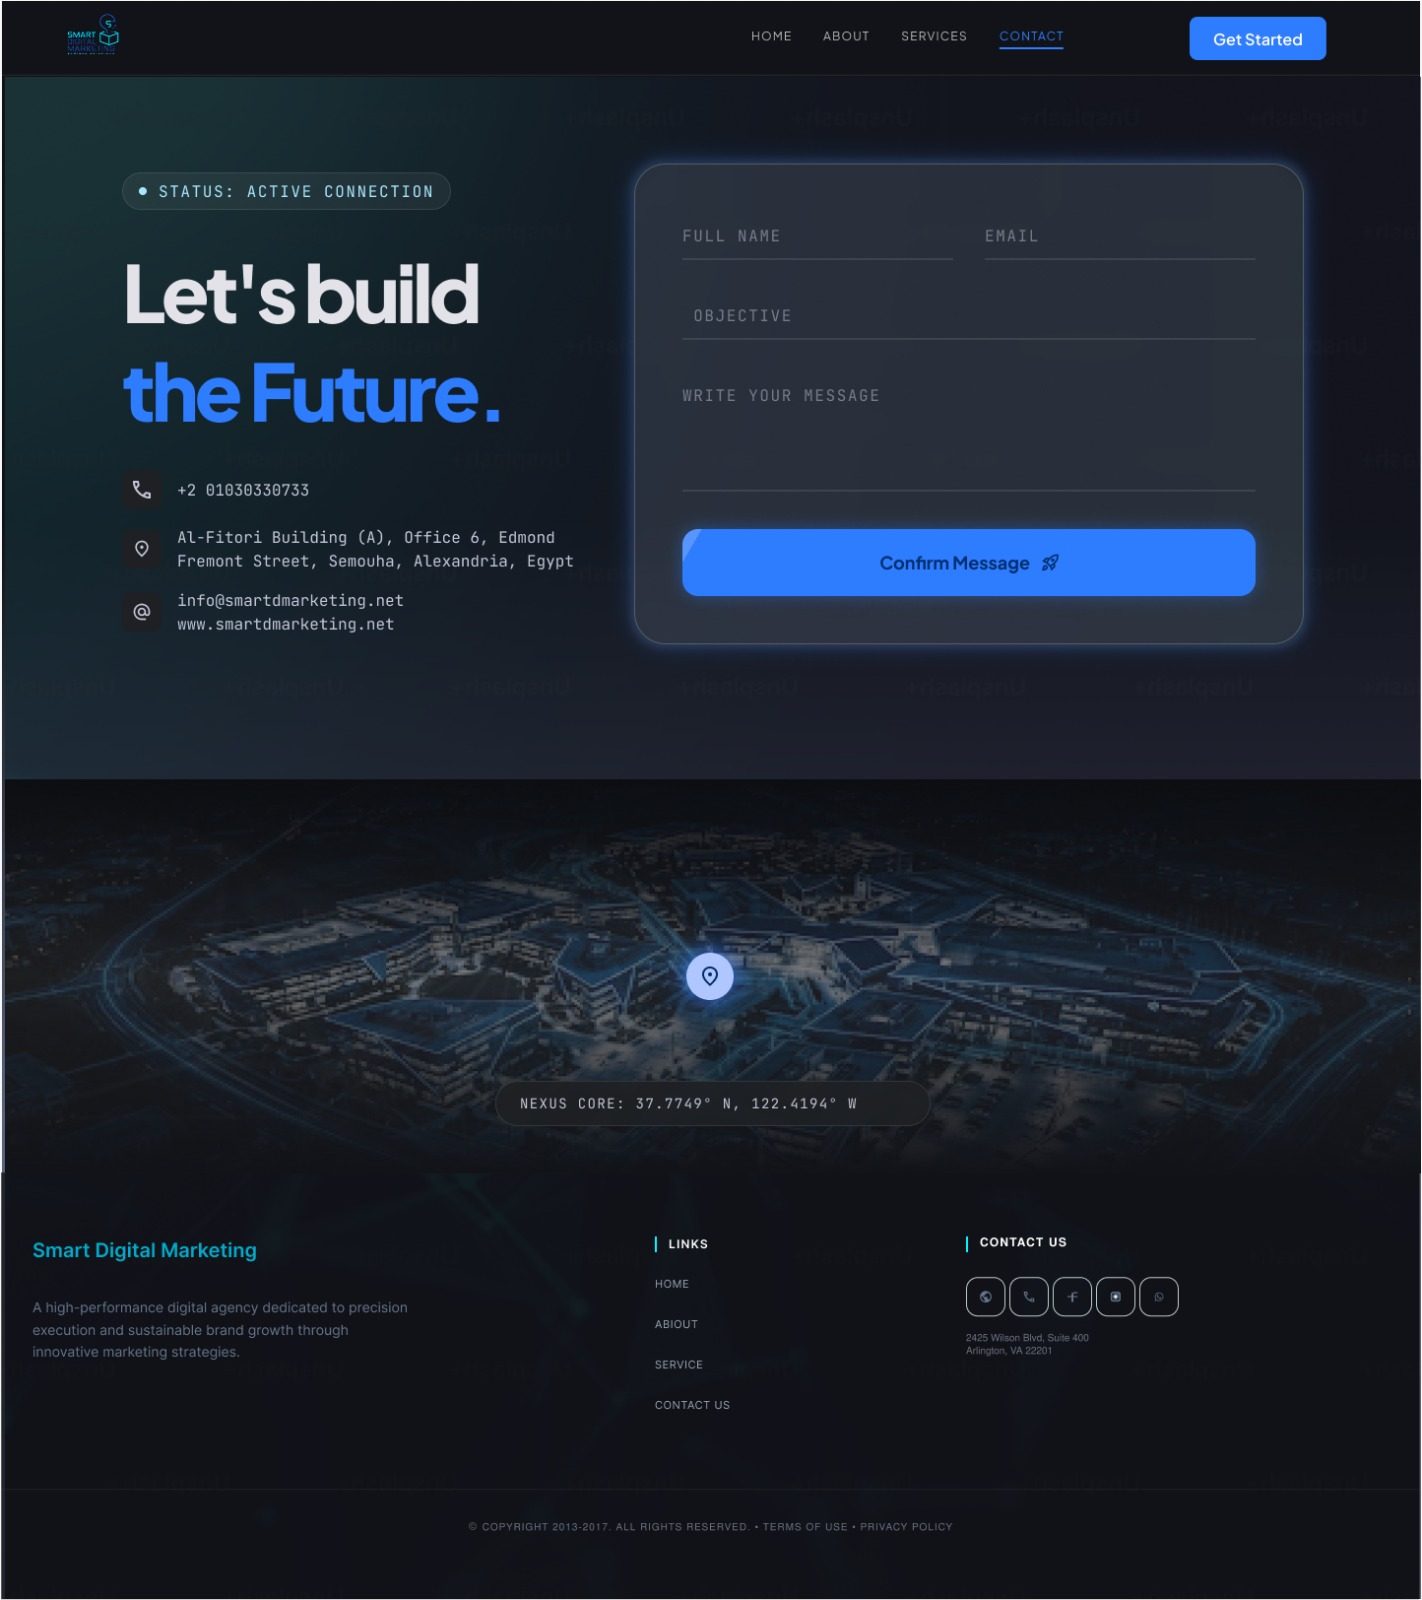 SMART
DIGITAL
MARKETING
HOME
ABOUT
SERVICES
CONTACT
Get Started
STATUS: ACTIVE CONNECTION
Let's build
the Future.
+2 01030330733
Al-Fitori Building (A), Office 6, Edmond
Fremont Street, Semouha, Alexandria, Egypt
info@smartdmarketing.net
www.smartdmarketing.net
FULL NAME
EMAIL
OBJECTIVE
WRITE YOUR MESSAGE
Confirm Message
NEXUS CORE: 37.7749° N, 122.4194° W
Smart Digital Marketing
A high-performance digital agency dedicated to precision
execution and sustainable brand growth through
innovative marketing strategies.
LINKS
HOME
ABIOUT
SERVICE
CONTACT US
CONTACT US
2425 Wilson Blvd, Suite 400
Arlington, VA 22201
© COPYRIGHT 2013-2017. ALL RIGHTS RESERVED. • TERMS OF USE • PRIVACY POLICY